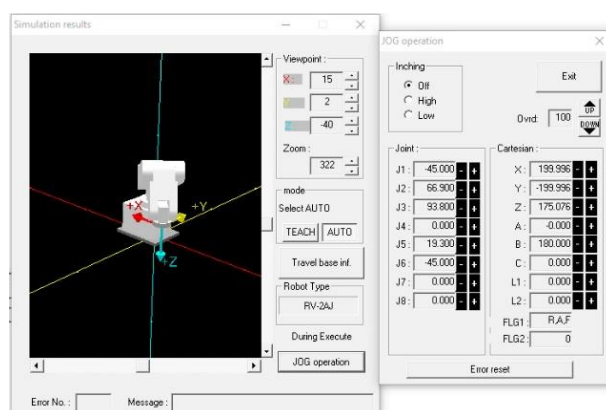 Simulation results
+X
+Y
+Z
Viewpoint :
X: 15
2
Z: -40
Zoom :
322
mode
Select AUTO
TEACH AUTO
Travel base inf.
Robot Type
RV-2AJ
During Execute
JOG operation
Error No. : Message :
JOG operation
Inching
Off
High
Low
Exit
Ovrd: 100
UP
DOWN
Joint :
J1 : -45.000 - +
J2 : 66.900 - +
J3 : 93.800 - +
J4 : 0.000 - +
J5 : 19.300 - +
J6 : -45.000 - +
J7 : 0.000 - +
J8 : 0.000 - +
Cartesian :
X : 199.996 - +
Y : -199.996 - +
Z : 175.076 - +
A : -0.000 - +
B : 180.000 - +
C : 0.000 - +
L1 : 0.000 - +
L2 : 0.000 - +
FLG1 : R,A,F
FLG2 : 0
Error reset